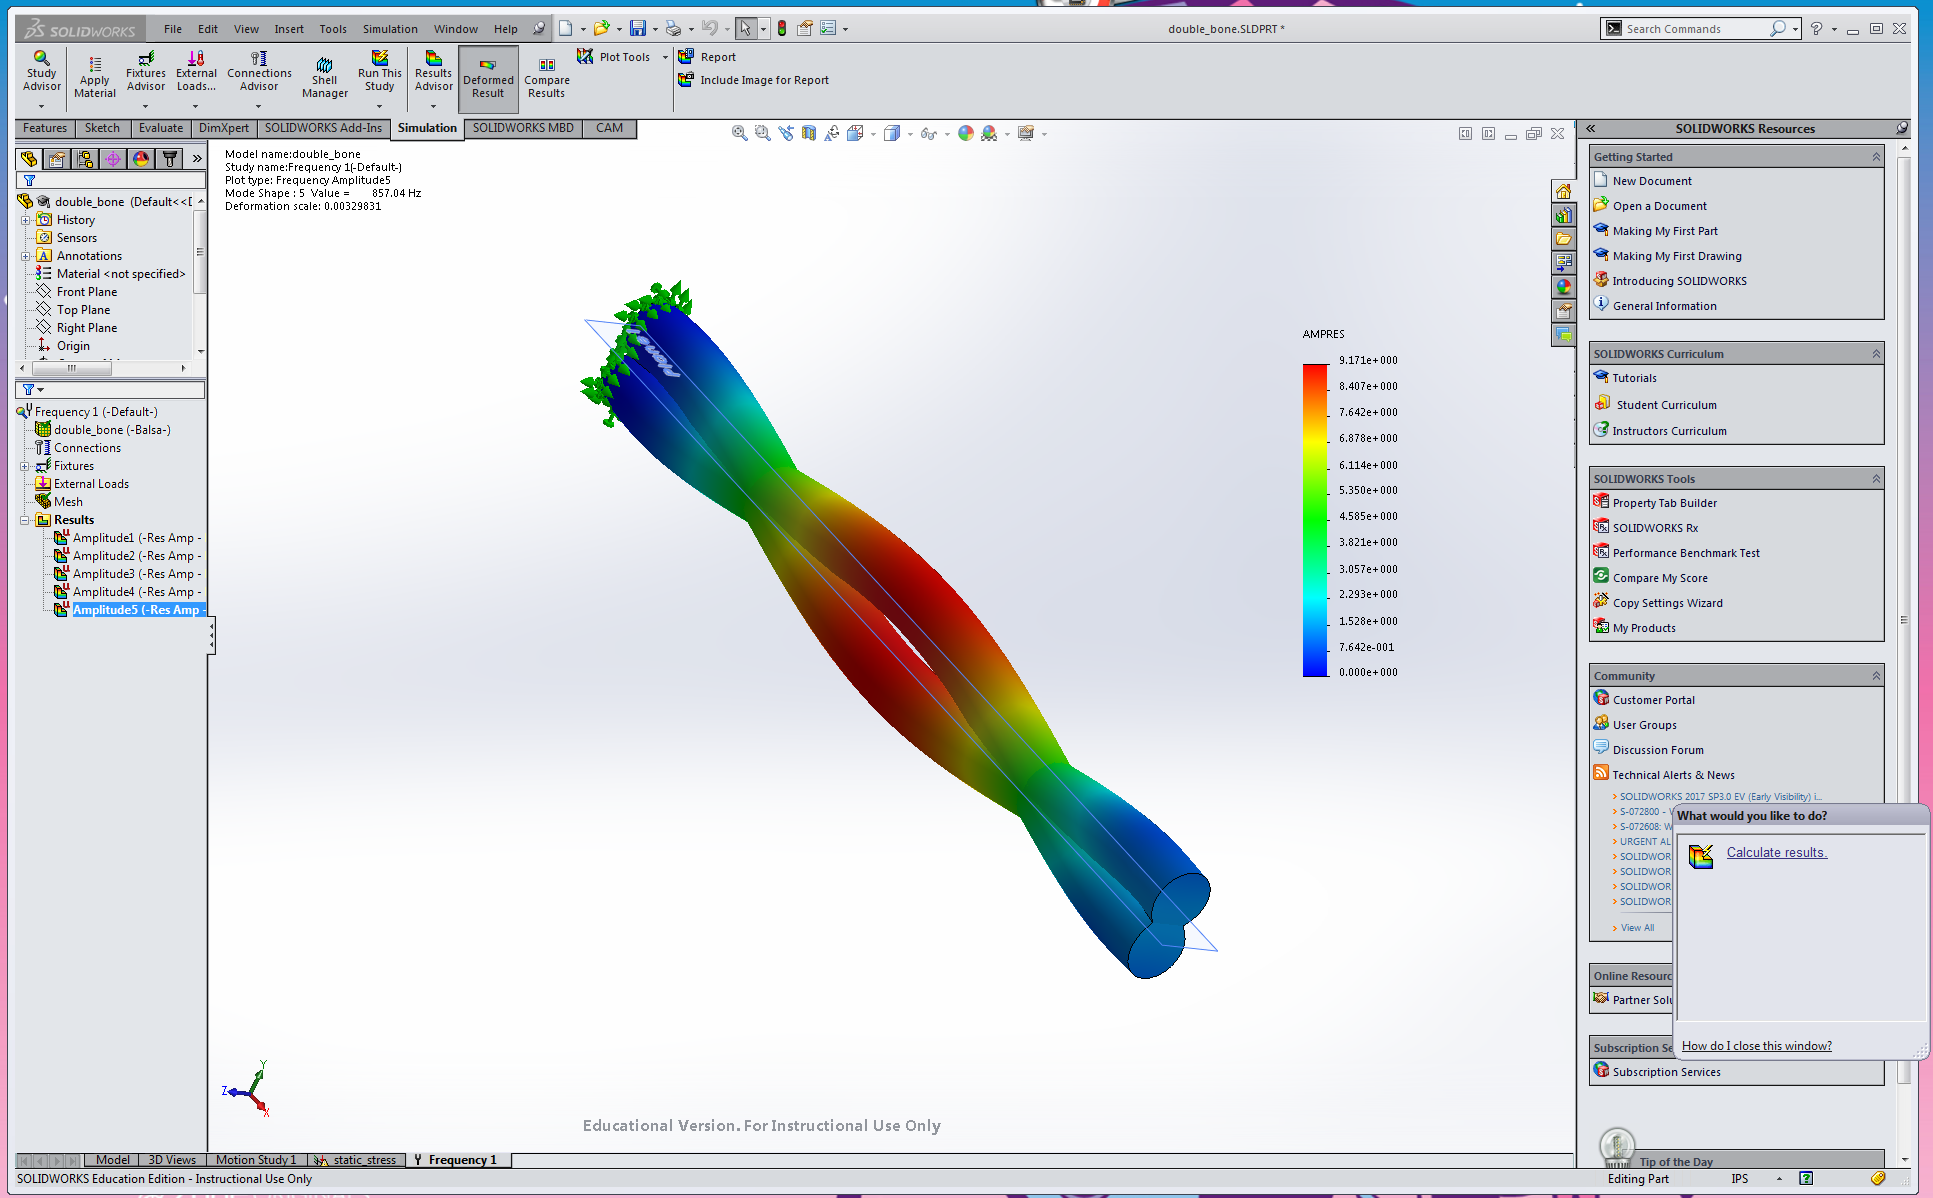 SOLIDWORKS File Edit View Insert Tools Simulation Window Help double_bone.SLDPRT * Search Commands
Study Advisor
Apply Material
Fixtures Advisor
External Loads...
Connections Advisor
Shell Manager
Run This Study
Results Advisor
Deformed Result
Compare Results
Plot Tools
Report
Include Image for Report
Features Sketch Evaluate DimXpert SOLIDWORKS Add-Ins Simulation SOLIDWORKS MBD CAM
double_bone (Default<<D
History
Sensors
Annotations
Material <not specified>
Front Plane
Top Plane
Right Plane
Origin
Frequency 1 (-Default-)
double_bone (-Balsa-)
Connections
Fixtures
External Loads
Mesh
Results
Amplitude1 (-Res Amp -
Amplitude2 (-Res Amp -
Amplitude3 (-Res Amp -
Amplitude4 (-Res Amp -
Amplitude5 (-Res Amp -
Model name:double_bone
Study name:Frequency 1(-Default-)
Plot type: Frequency Amplitude5
Mode Shape : 5 Value = 857.04 Hz
Deformation scale: 0.00329831
AMPRES
9.171e+000
8.407e+000
7.642e+000
6.878e+000
6.114e+000
5.350e+000
4.585e+000
3.821e+000
3.057e+000
2.293e+000
1.528e+000
7.642e-001
0.000e+000
Y
Z
X
Educational Version. For Instructional Use Only
SOLIDWORKS Resources
Getting Started
New Document
Open a Document
Making My First Part
Making My First Drawing
Introducing SOLIDWORKS
General Information
SOLIDWORKS Curriculum
Tutorials
Student Curriculum
Instructors Curriculum
SOLIDWORKS Tools
Property Tab Builder
SOLIDWORKS Rx
Performance Benchmark Test
Compare My Score
Copy Settings Wizard
My Products
Community
Customer Portal
User Groups
Discussion Forum
Technical Alerts & News
SOLIDWORKS 2017 SP3.0 EV (Early Visibility) i...
S-072800 -
S-072608: W
URGENT AL
SOLIDWOR
SOLIDWOR
SOLIDWOR
SOLIDWOR
View All
Online Resourc
Partner Solu
Subscription Se
Subscription Services
Tip of the Day
What would you like to do?
Calculate results.
How do I close this window?
Model 3D Views Motion Study 1 static_stress Frequency 1
SOLIDWORKS Education Edition - Instructional Use Only Editing Part IPS